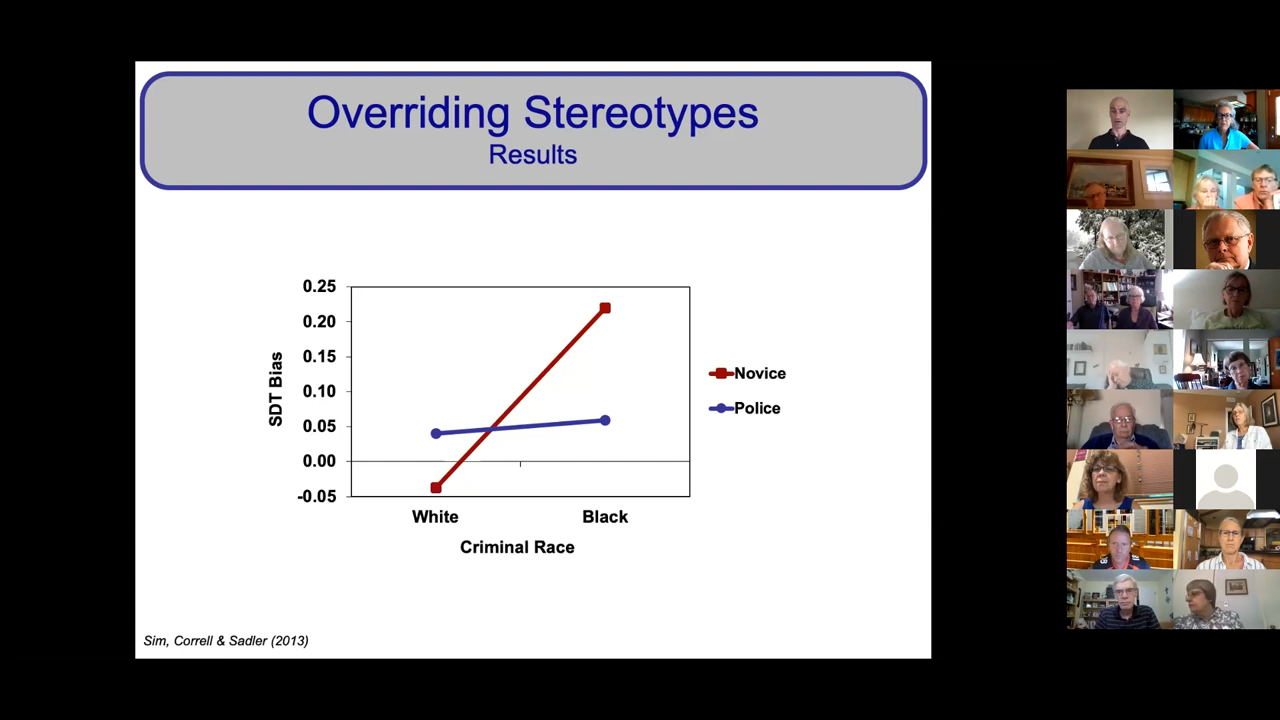 Overriding Stereotypes
Results
0.25
0.20
0.15
0.10
0.05
0.00
-0.05
SDT Bias
White
Black
Criminal Race
Novice
Police
Sim, Correll & Sadler (2013)